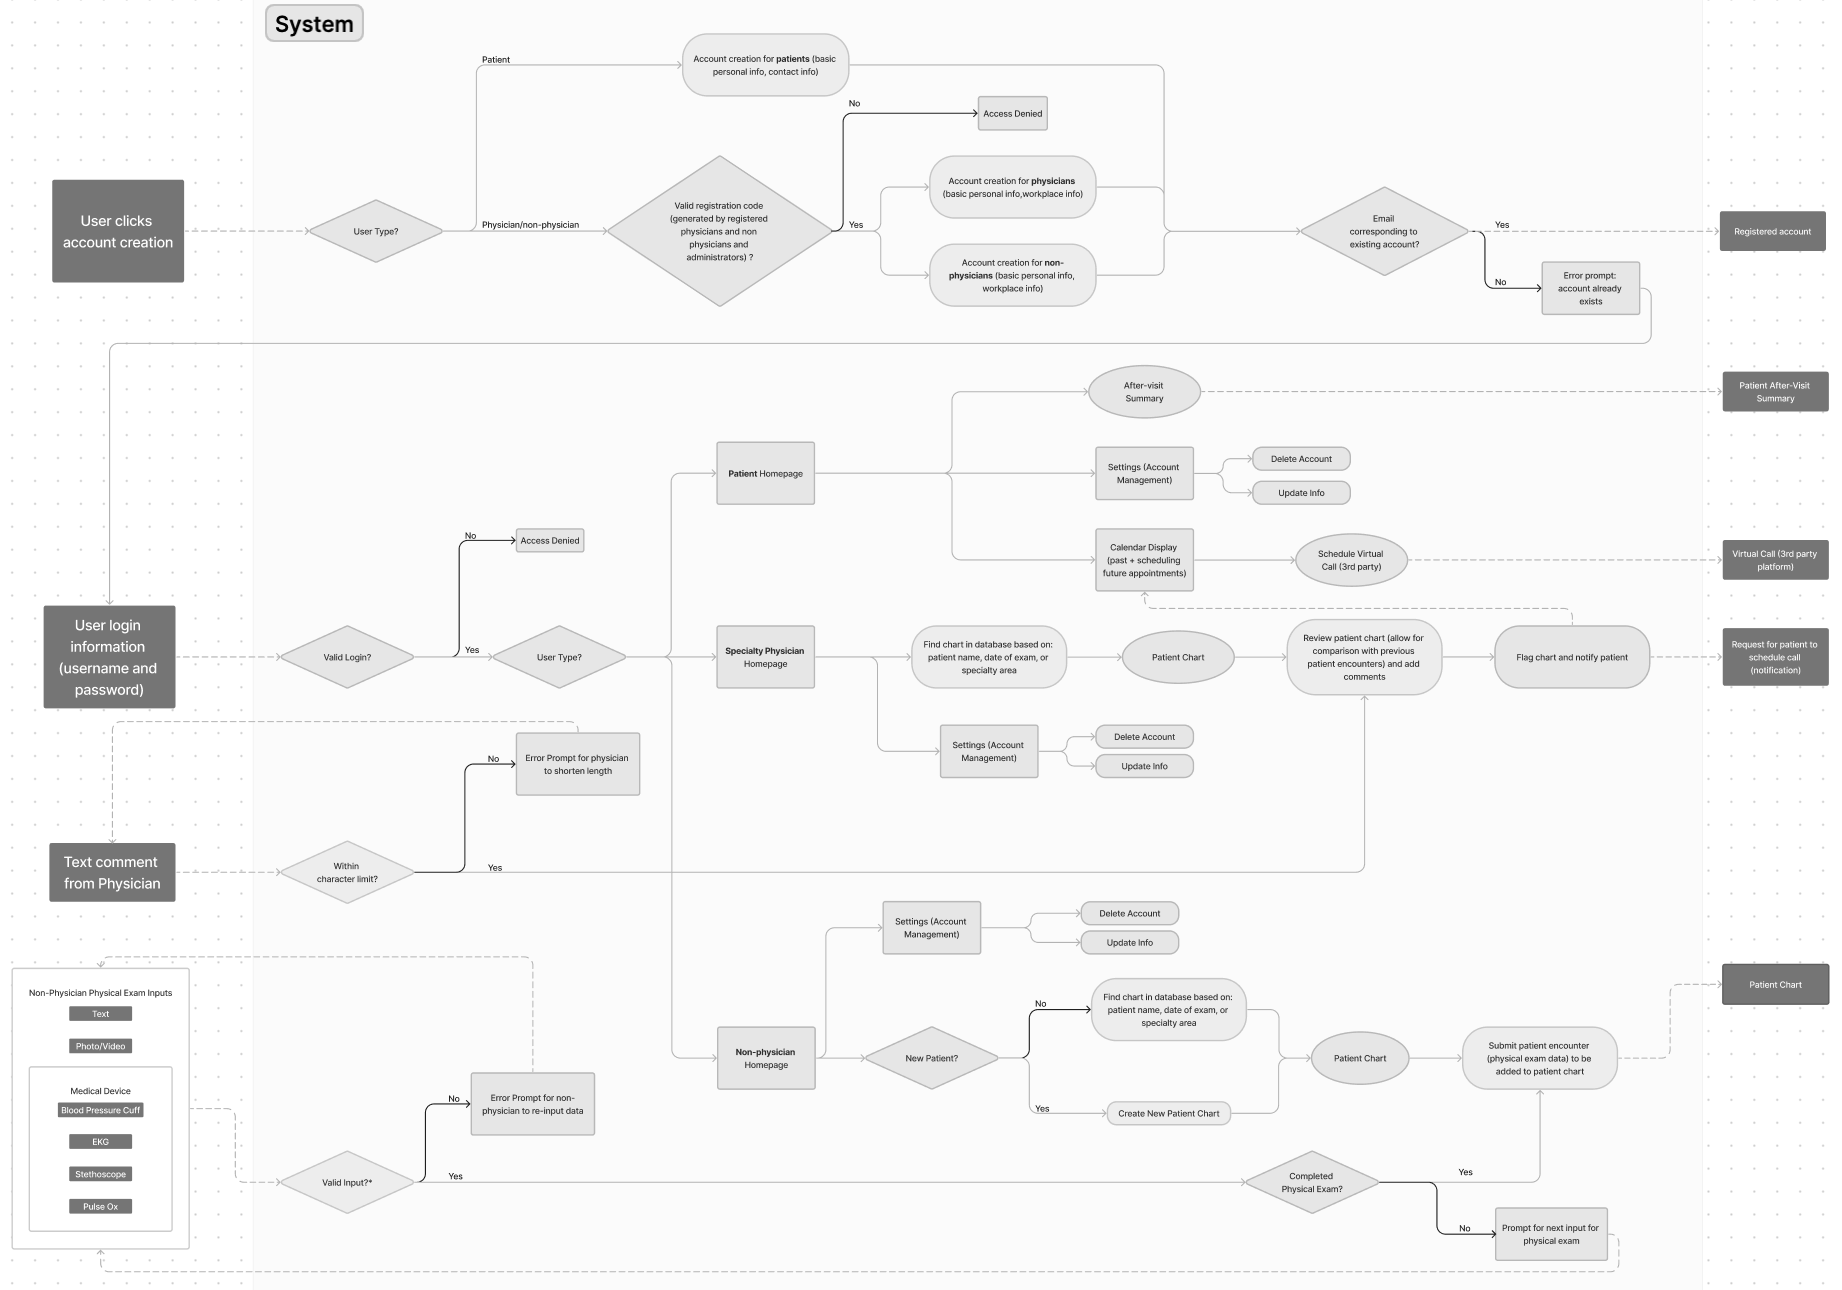 System
Patient
Account creation for patients (basic
personal info, contact info)
No
Access Denied
User clicks
account creation
User Type?
Physician/non-physician
Valid registration code
(generated by registered
physicians and non
physicians and
administrators) ?
Yes
Account creation for physicians
(basic personal info,workplace info)
Account creation for non-
physicians (basic personal info,
workplace info)
Email
corresponding to
existing account?
Yes
Registered account
No
Error prompt:
account already
exists
After-visit
Summary
Patient After-Visit
Summary
Patient Homepage
Settings (Account
Management)
Delete Account
Update Info
Calendar Display
(past + scheduling
future appointments)
Schedule Virtual
Call (3rd party)
Virtual Call (3rd party
platform)
No
Access Denied
User login
information
(username and
password)
Valid Login?
Yes
User Type?
Specialty Physician
Homepage
Find chart in database based on:
patient name, date of exam, or
specialty area
Patient Chart
Review patient chart (allow for
comparison with previous
patient encounters) and add
comments
Flag chart and notify patient
Request for patient to
schedule call
(notification)
Settings (Account
Management)
Delete Account
Update Info
No
Error Prompt for physician
to shorten length
Text comment
from Physician
Within
character limit?
Yes
Settings (Account
Management)
Delete Account
Update Info
Non-physician
Homepage
New Patient?
No
Find chart in database based on:
patient name, date of exam, or
specialty area
Yes
Create New Patient Chart
Patient Chart
Submit patient encounter
(physical exam data) to be
added to patient chart
Patient Chart
Non-Physician Physical Exam Inputs
Text
Photo/Video
Medical Device
Blood Pressure Cuff
EKG
Stethoscope
Pulse Ox
Valid Input?*
No
Error Prompt for non-
physician to re-input data
Yes
Completed
Physical Exam?
Yes
No
Prompt for next input for
physical exam